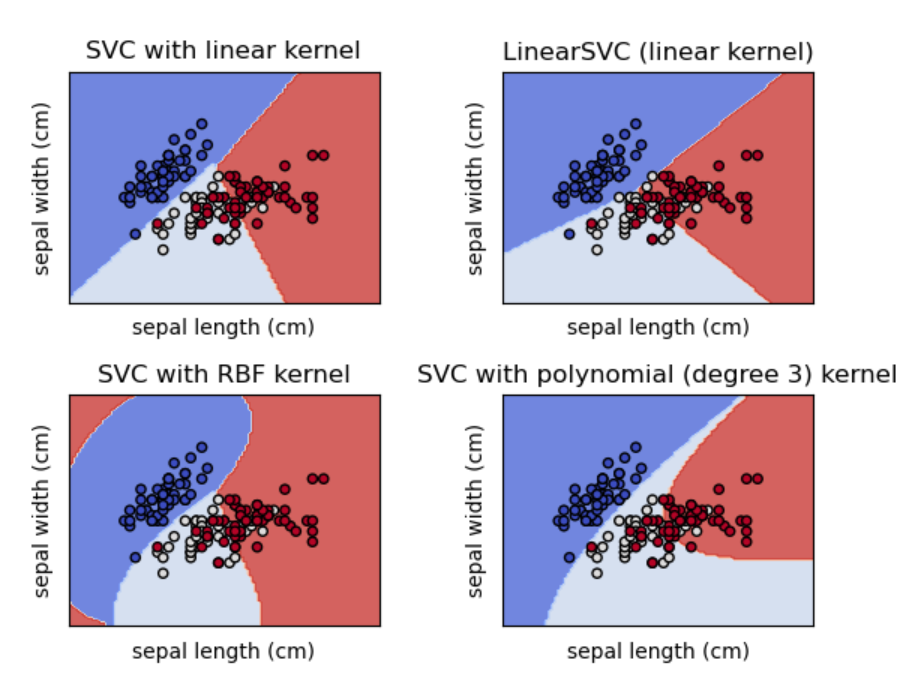 SVC with linear kernel
LinearSVC (linear kernel)
sepal width (cm)
sepal width (cm)
sepal length (cm)
sepal length (cm)
SVC with RBF kernel
SVC with polynomial (degree 3) kernel
sepal width (cm)
sepal width (cm)
sepal length (cm)
sepal length (cm)